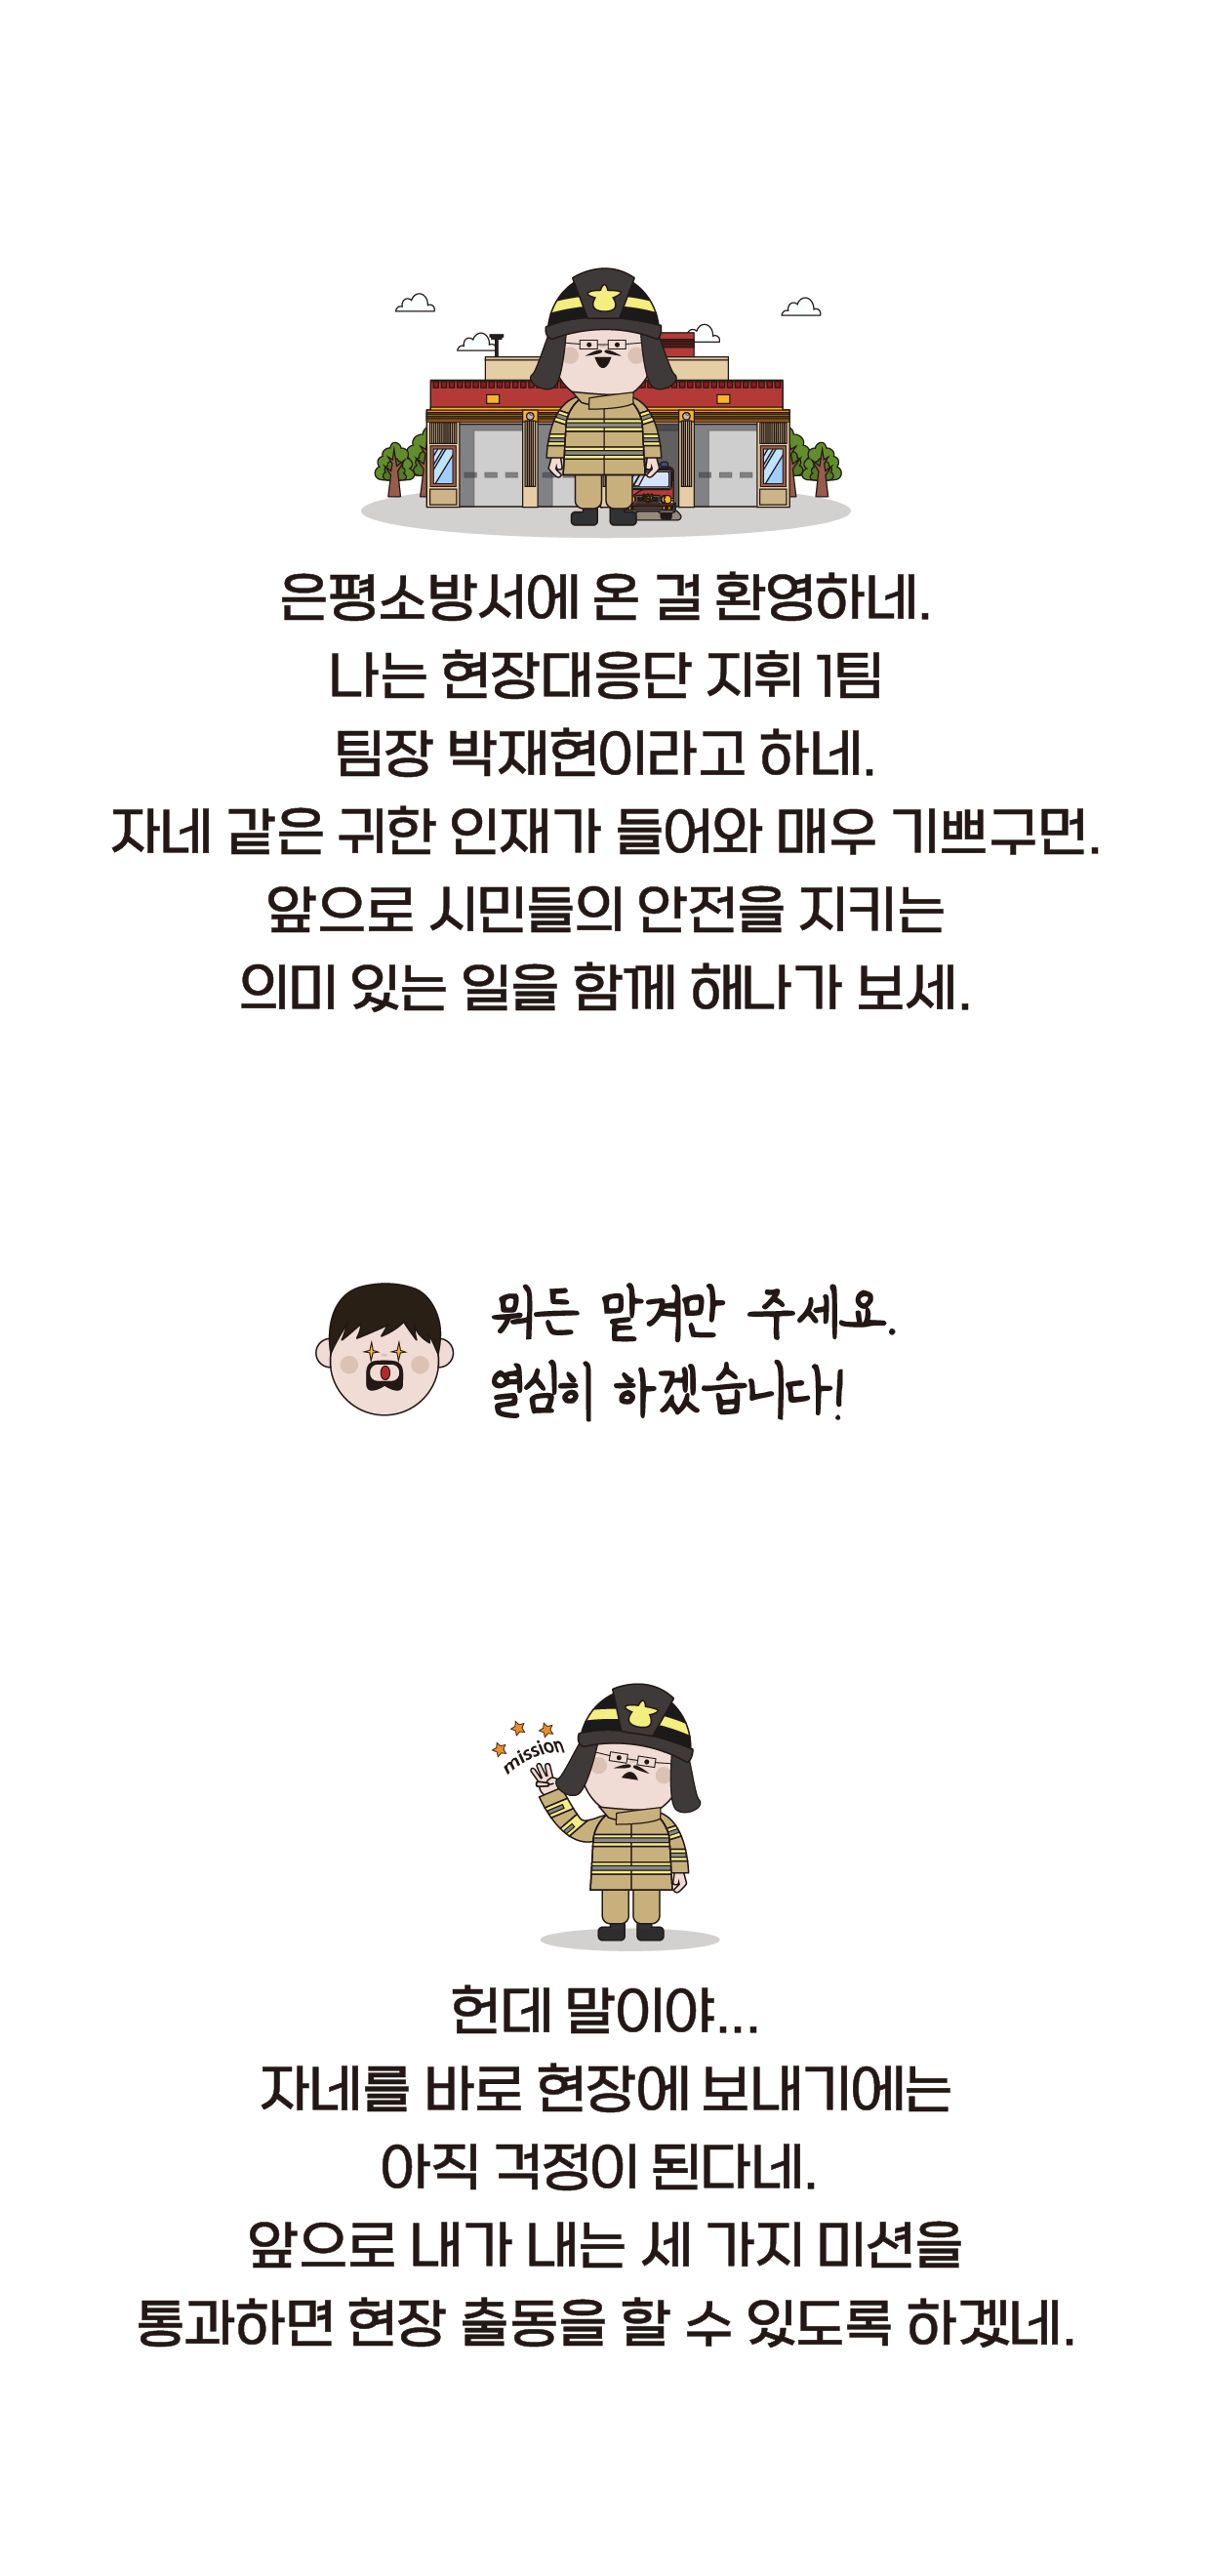 은평소방서에 온 걸 환영하네.
나는 현장대응단 지휘 1팀
팀장 박재현이라고 하네.
자네 같은 귀한 인재가 들어와 매우 기쁘구먼.
앞으로 시민들의 안전을 지키는
의미 있는 일을 함께 해나가 보세.
뭐든 맡겨만 주세요.
열심히 하겠습니다!
mission
헌데 말이야...
자네를 바로 현장에 보내기에는
아직 걱정이 된다네.
앞으로 내가 내는 세 가지 미션을
통과하면 현장 출동을 할 수 있도록 하겠네.